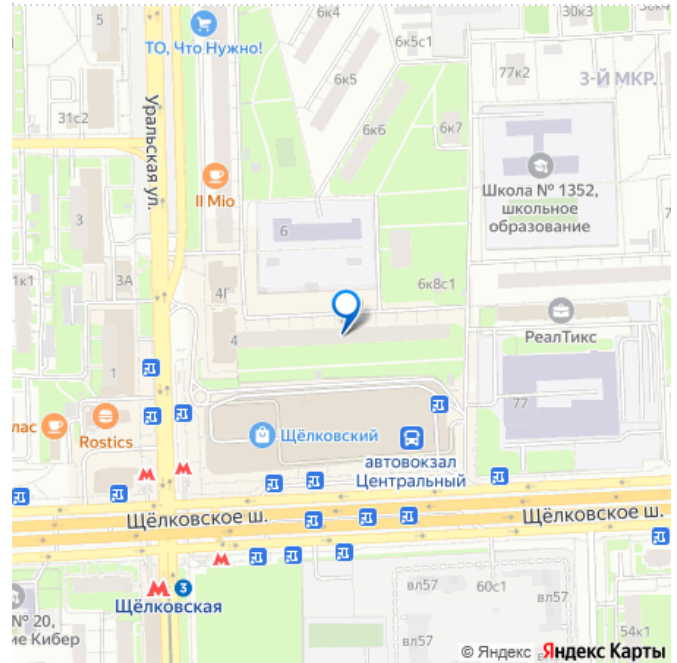 6к4
30к3
5
6к5с1
ТО, Что Нужно!
77к2
3-Й МКР.
6к5
31с2
6к6
6к7
Уральская ул.
Il Mio
Школа № 1352,
школьное
образование
3
6
1к1
3А
4Г
6к8с1
РеалТикс
4
1
77
лас
Rostics
Щёлковский
автовокзал
Центральный
Щёлковское ш.
Щёлковское ш.
3
Щёлковская
вл57
60с1
вл57
№ 20,
ие Кибер
вл57
54к1
© Яндекс Яндекс Карты